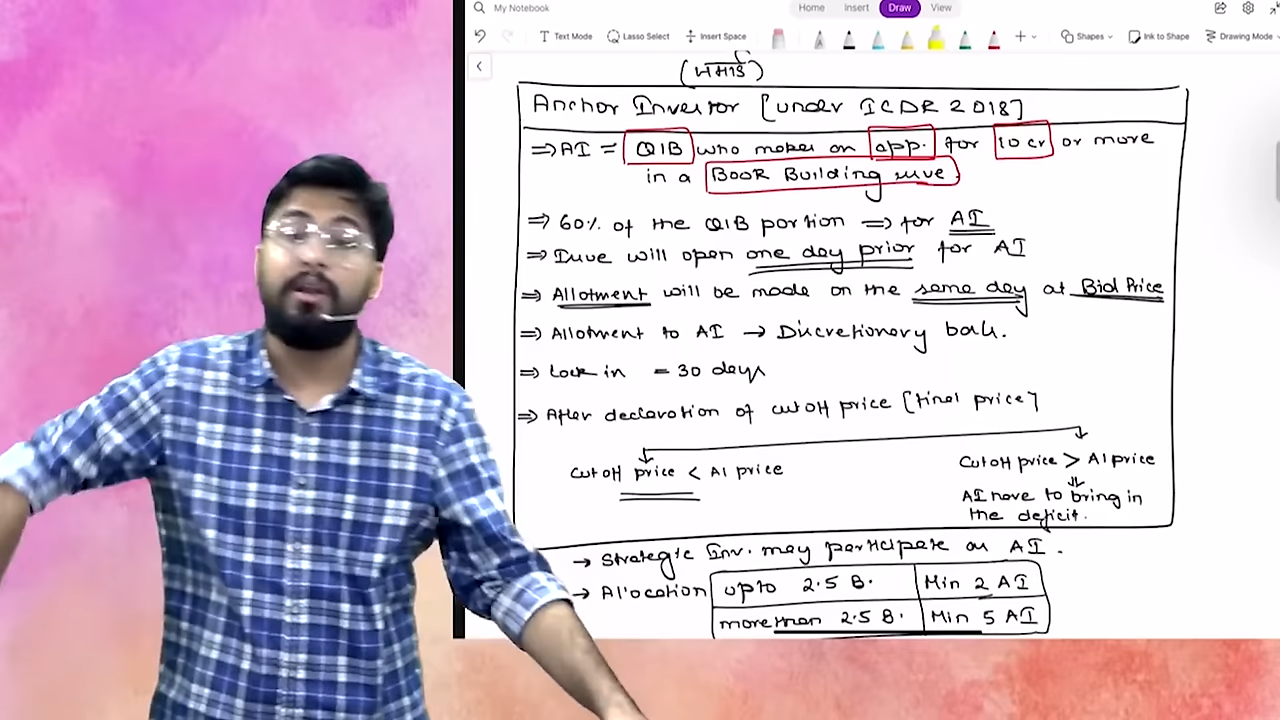 My Notebook
Home Insert Draw View
Text Mode Lasso Select Insert Space Shapes Ink to Shape Drawing Mode
Anchor Investor [under ICDR 2018]
⇒ AI = QIB who makes an app. for 10 cr or more
in a Book Building issue.
⇒ 60% of the QIB portion ⇒ for AI
⇒ Issue will open one day prior for AI
⇒ Allotment will be made on the same day at Bid Price
⇒ Allotment to AI → Discretionary basis.
⇒ Lock in = 30 days
⇒ After declaration of cutoff price [final price]
Cutoff price < AI price
Cutoff price > AI price
⇓
AI have to bring in
the deficit.
→ Strategic Inv. may participate as AI.
→ Allocation upto 2.5 B. Min 2 AI
more than 2.5 B. Min 5 AI